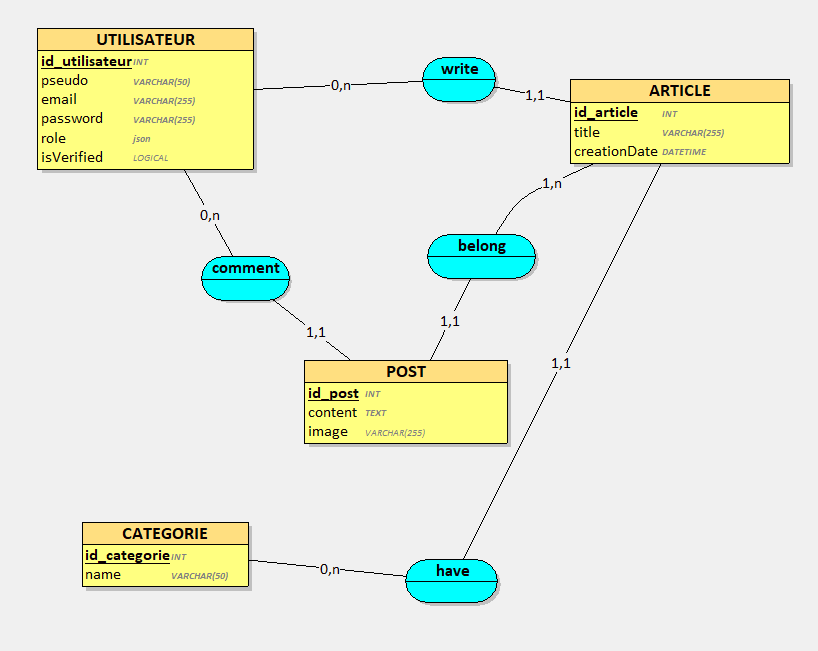 UTILISATEUR
id_utilisateur INT
pseudo VARCHAR(50)
email VARCHAR(255)
password VARCHAR(255)
role json
isVerified LOGICAL
0,n
write
1,1
ARTICLE
id_article INT
title VARCHAR(255)
creationDate DATETIME
0,n
comment
1,1
1,n
belong
1,1
POST
id_post INT
content TEXT
image VARCHAR(255)
1,1
CATEGORIE
id_categorie INT
name VARCHAR(50)
0,n
have